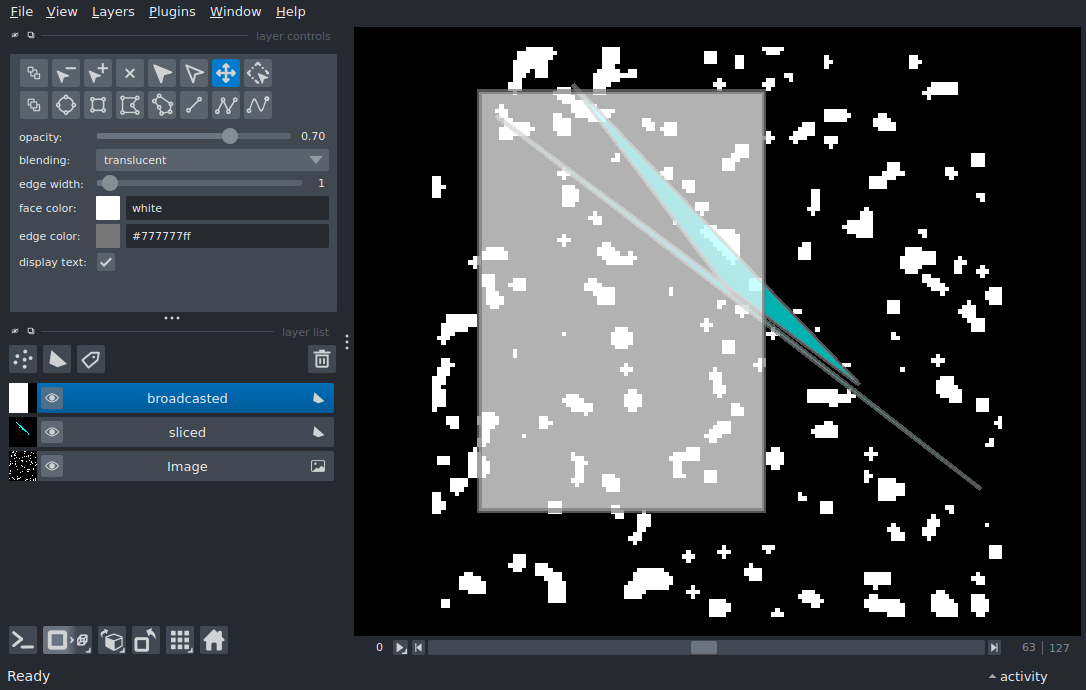 File View Layers Plugins Window Help
layer controls
opacity: 0.70
blending: translucent
edge width: 1
face color: white
edge color: #777777ff
display text:
layer list
broadcasted
sliced
Image
0 63 127
Ready activity